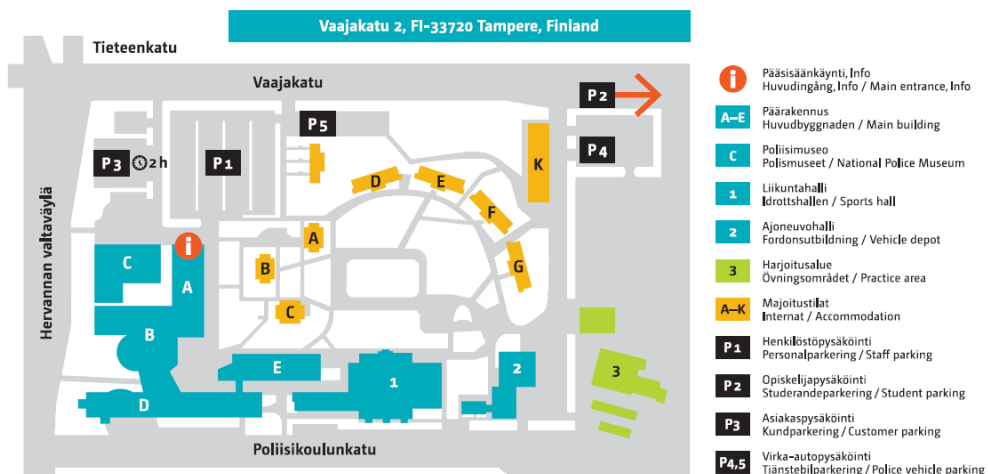 Vaajakatu 2, FI-33720 Tampere, Finland
Tieteenkatu
Vaajakatu
P2
P5
P3
2 h
P1
P4
K
D
E
F
Hervannan valtaväylä
i
A
C
B
G
A
C
B
E
1
2
3
D
Poliisikoulunkatu
i
Pääsisäänkäynti, Info
Huvudingång, Info / Main entrance, Info
A–E
Päärakennus
Huvudbyggnaden / Main building
C
Poliisimuseo
Polismuseet / National Police Museum
1
Liikuntahalli
Idrottshallen / Sports hall
2
Ajoneuvohalli
Fordonsutbildning / Vehicle depot
3
Harjoitusalue
Övningsområdet / Practice area
A–K
Majoitustilat
Internat / Accommodation
P1
Henkilöstöpysäköinti
Personalparkering / Staff parking
P2
Opiskelijapysäköinti
Studerandeparkering / Student parking
P3
Asiakaspysäköinti
Kundparkering / Customer parking
P4,5
Virka-autopysäköinti
Tjänstebilparkering / Police vehicle parking